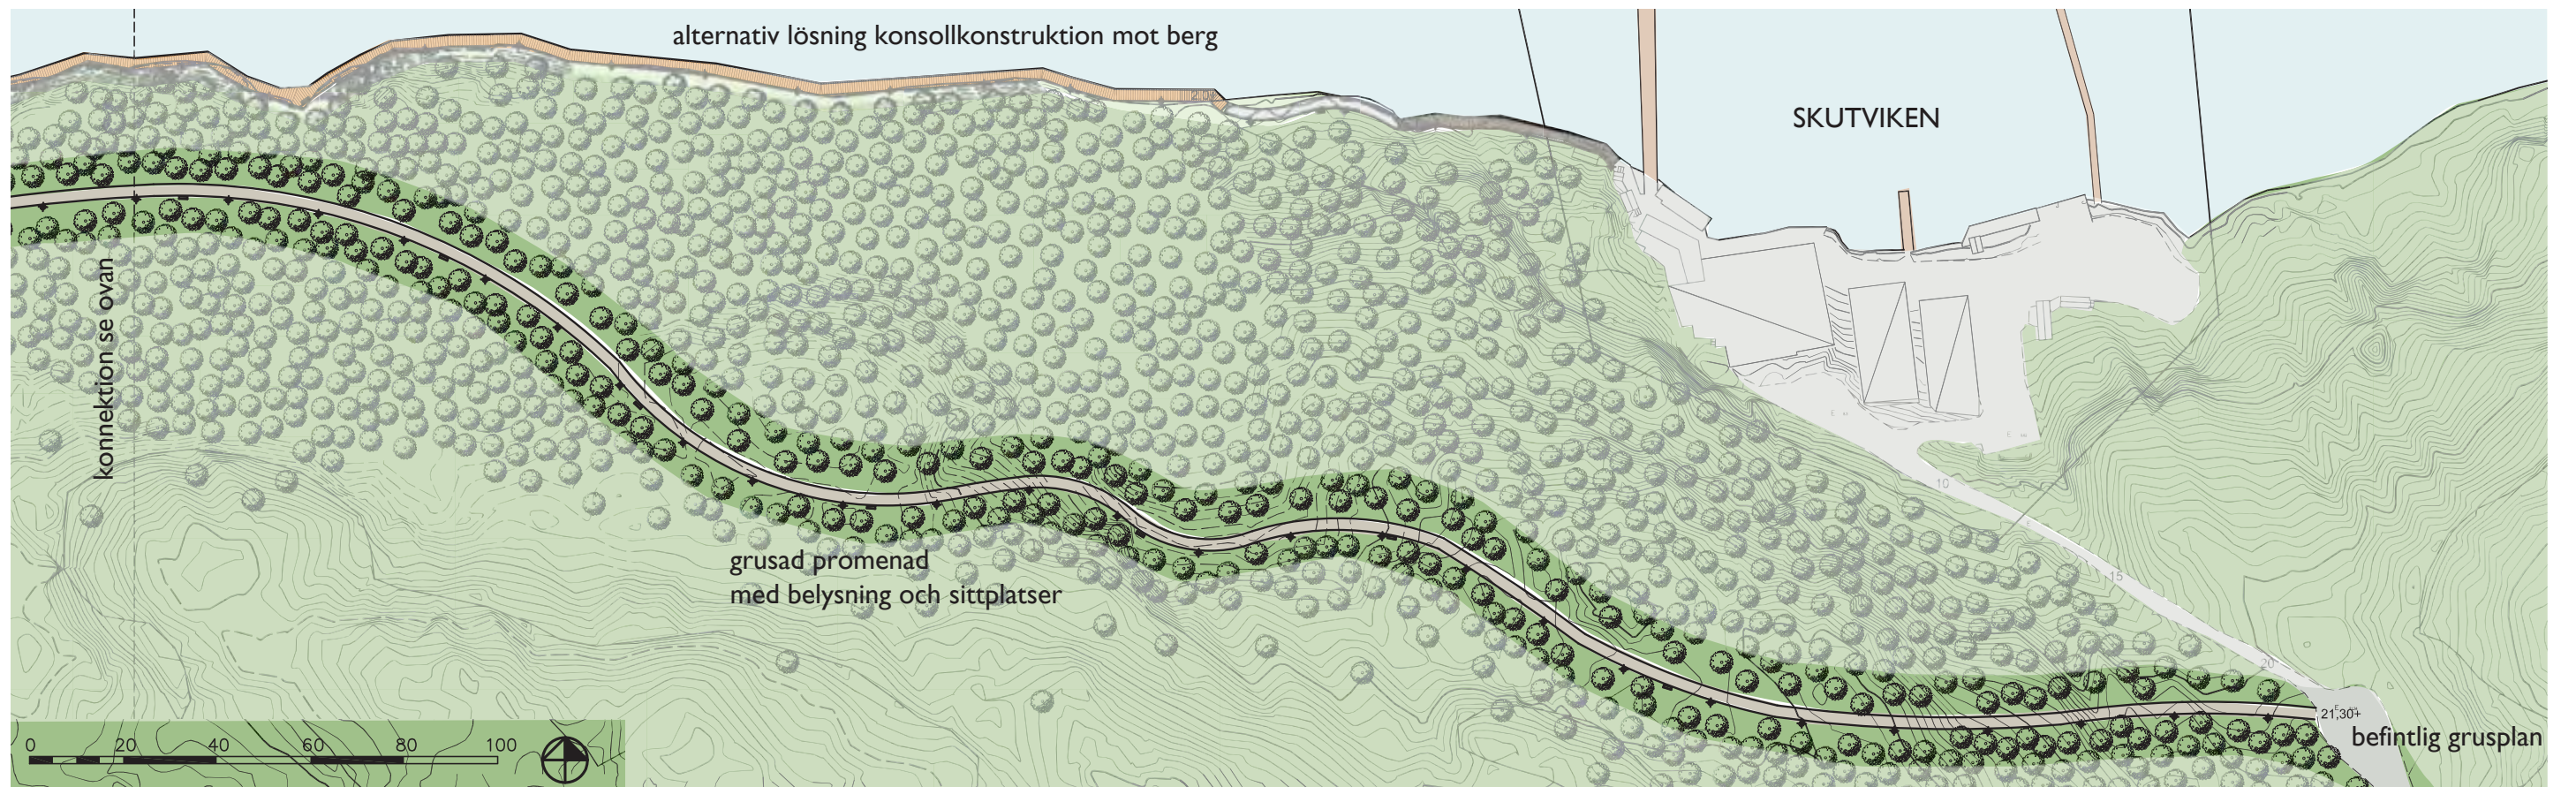 alternativ lösning konsollkonstruktion mot berg
SKUTVIKEN
konnektion se ovan
10
grusad promenad
med belysning och sittplatser
15
20
21,30+
befintlig grusplan
0 20 40 60 80 100